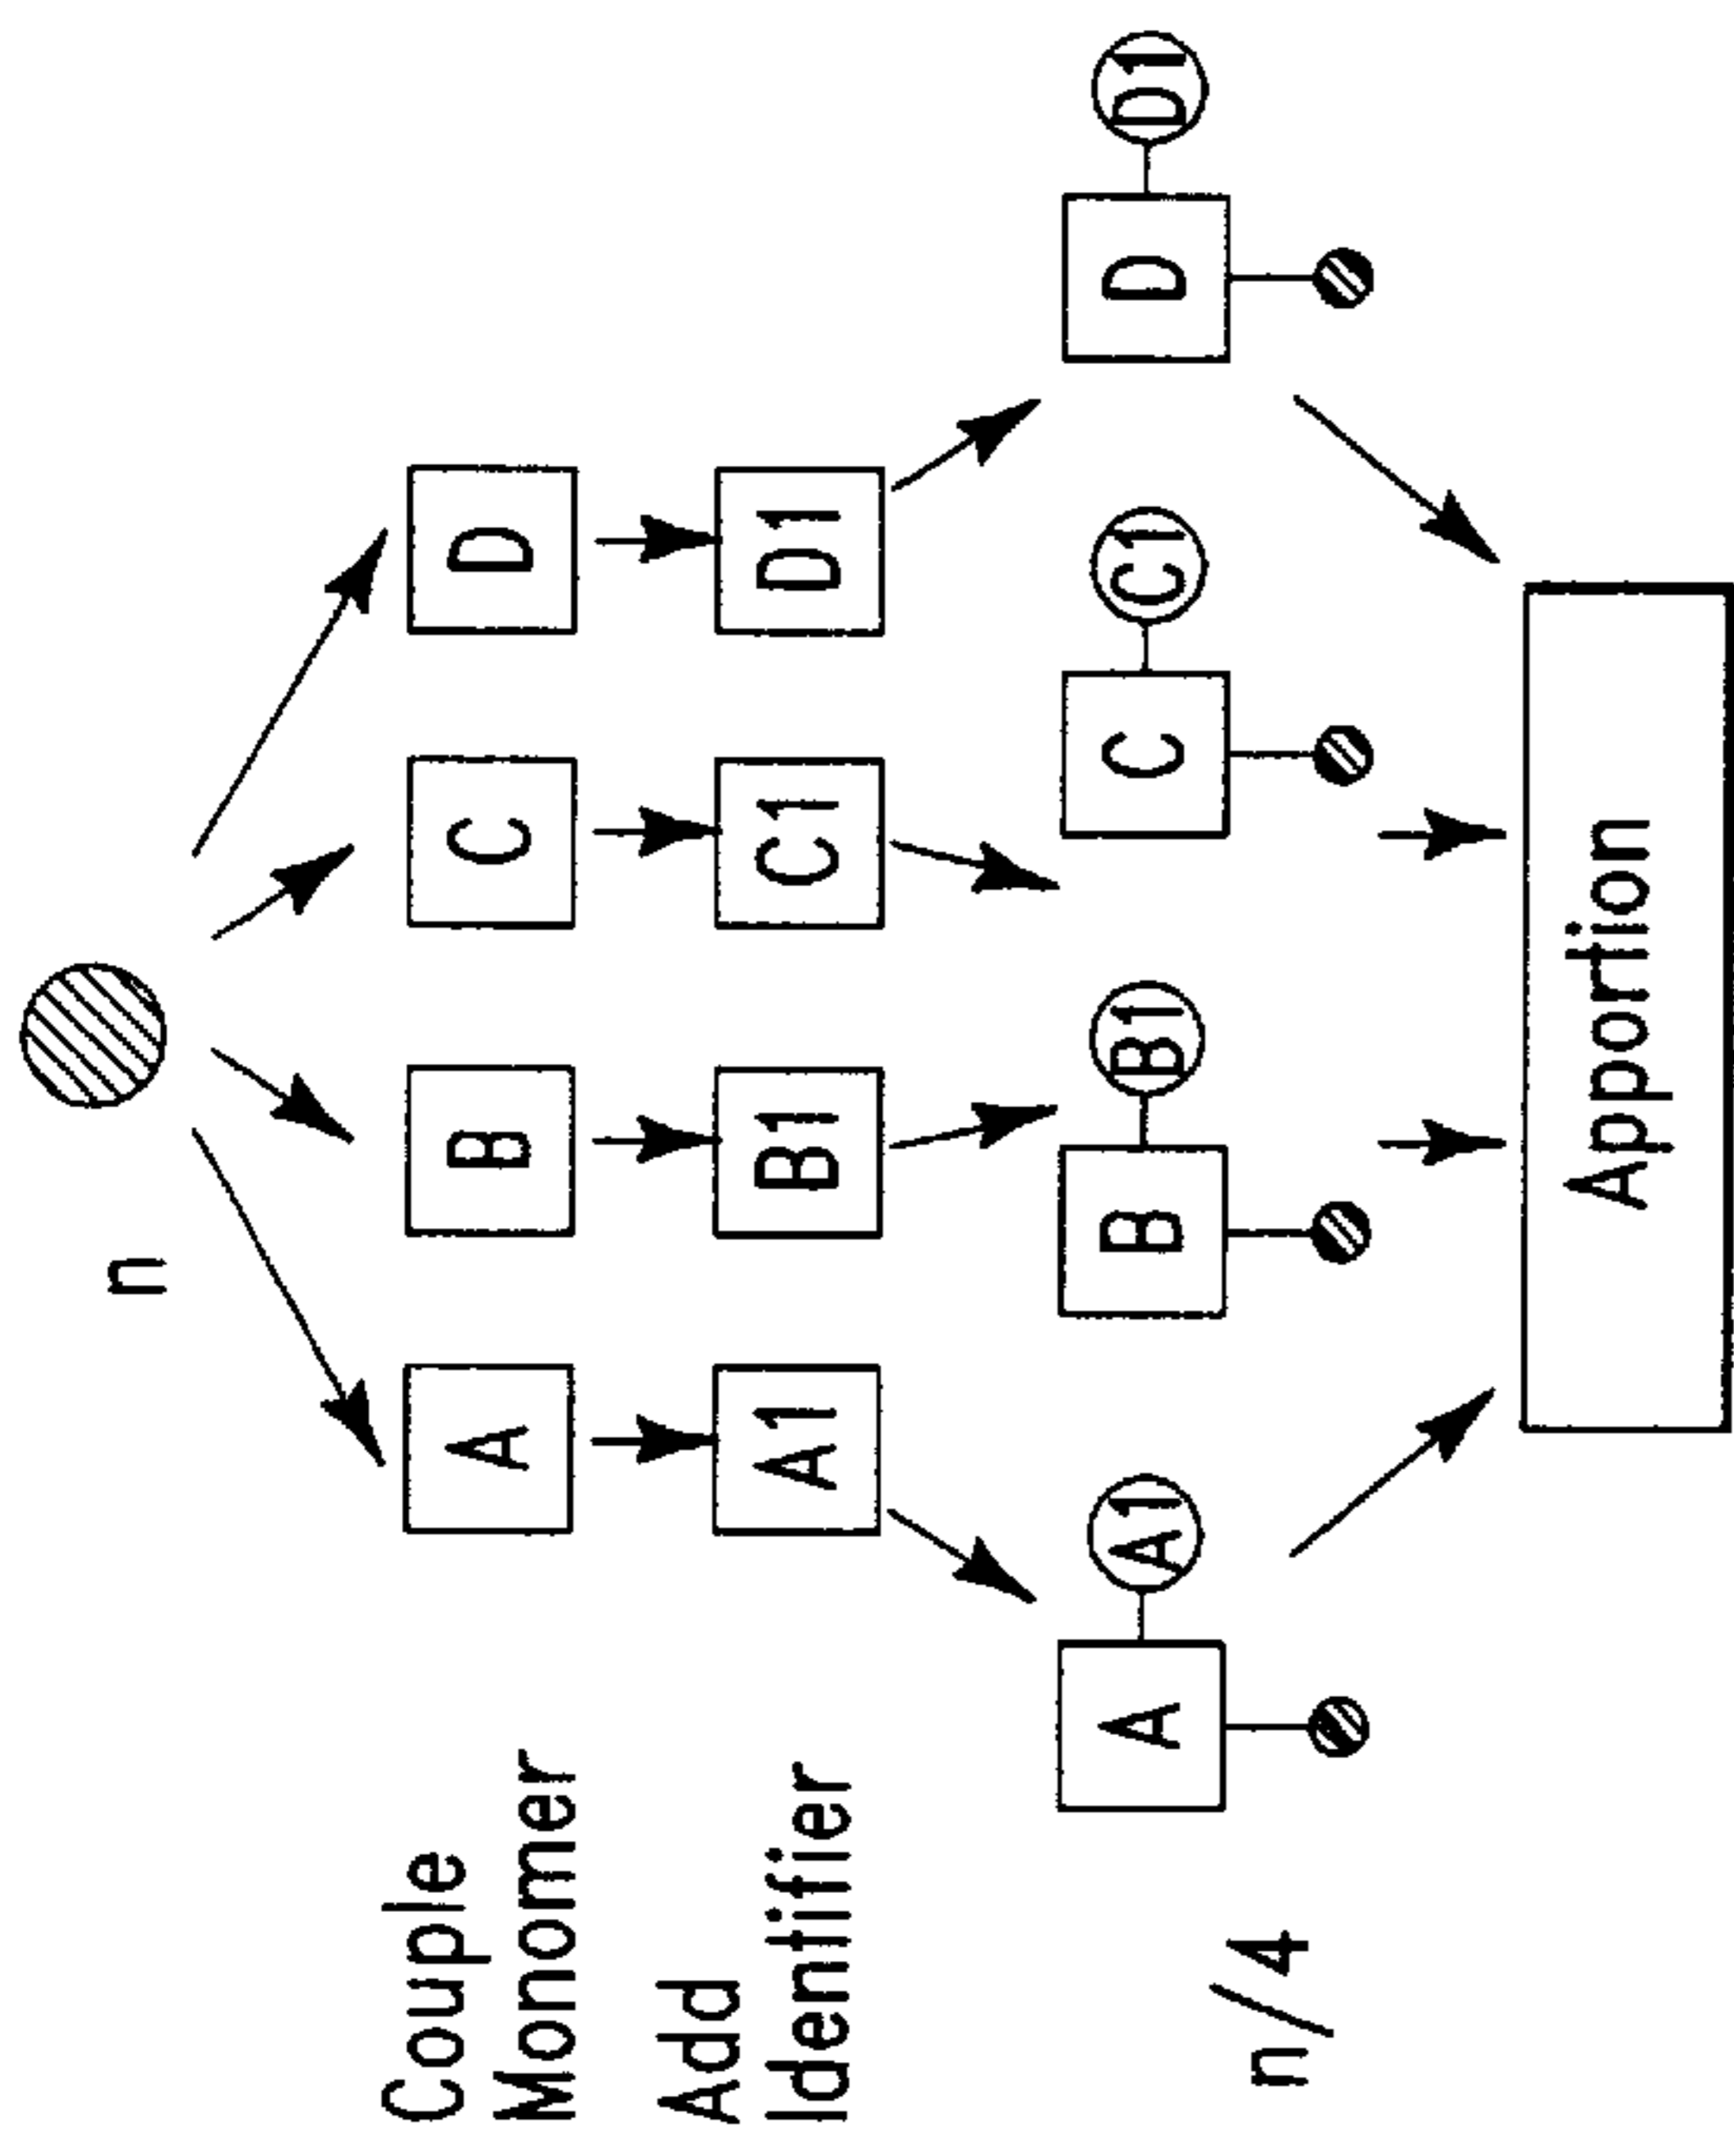 n
Couple
Monomer
A
B
C
D
Add
Identifier
A1
B1
C1
D1
n/4
A
A1
B
B1
C
C1
D
D1
Apportion